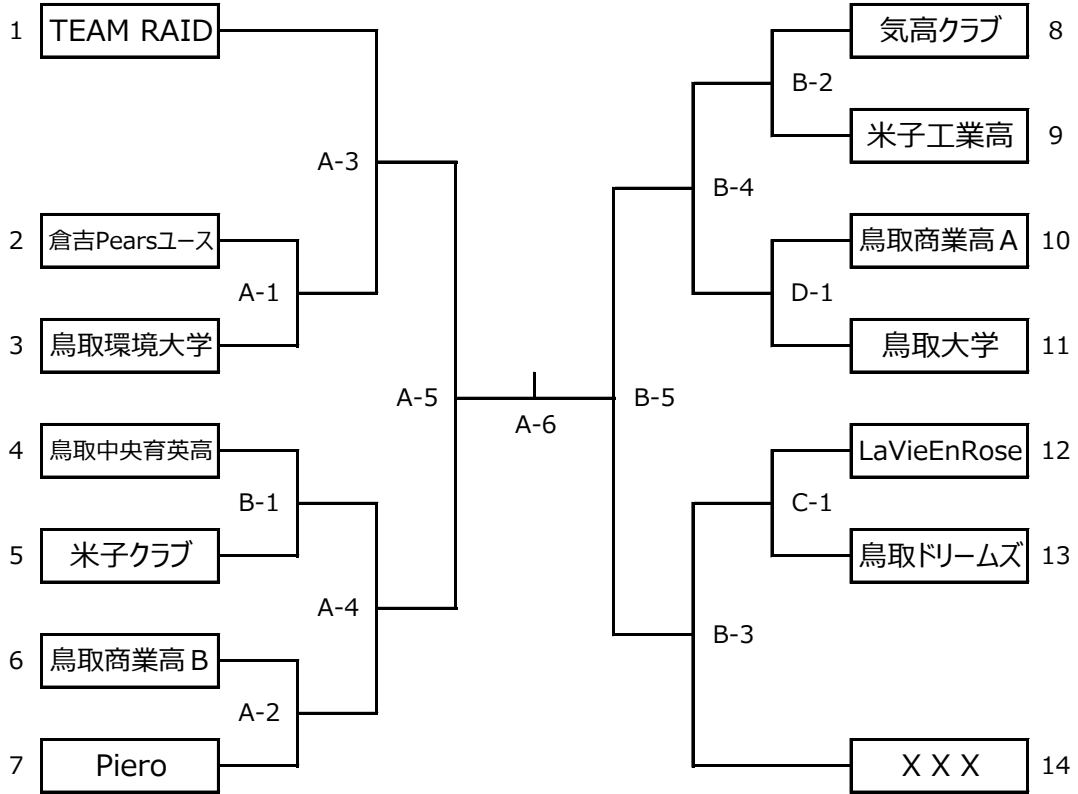 1 TEAM RAID
A-3
2 倉吉Pearsユース
A-1
3 鳥取環境大学
A-5
4 鳥取中央育英高
B-1
5 米子クラブ
A-4
6 鳥取商業高B
A-2
7 Piero
A-6
気高クラブ 8
B-2
米子工業高 9
B-4
鳥取商業高A 10
D-1
鳥取大学 11
B-5
LaVieEnRose 12
C-1
鳥取ドリームズ 13
B-3
X X X 14